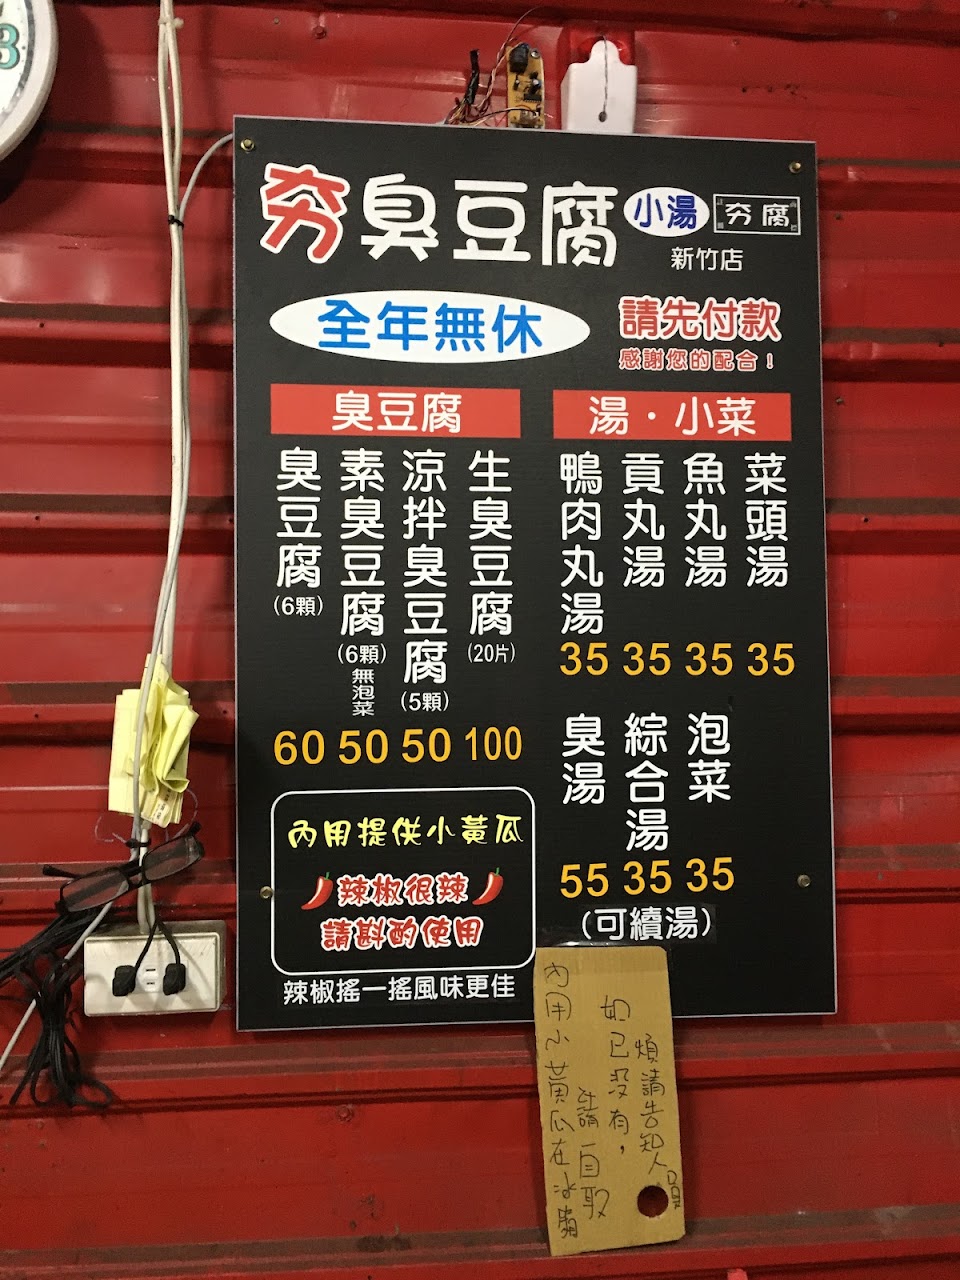 夯臭豆腐 小湯 夯腐
新竹店
全年無休
請先付款
感謝您的配合！
臭豆腐
臭豆腐(6顆) 60
素臭豆腐(6顆)無泡菜 50
涼拌臭豆腐(5顆) 50
生臭豆腐(20片) 100
湯·小菜
鴨肉丸湯 35
貢丸湯 35
魚丸湯 35
菜頭湯 35
臭湯 55
綜合湯 35
泡菜 35
(可續湯)
內用提供小黃瓜
辣椒很辣
請斟酌使用
辣椒搖一搖風味更佳
內用小黃瓜在冰箱
請自取
如已沒有，
煩請告知人員